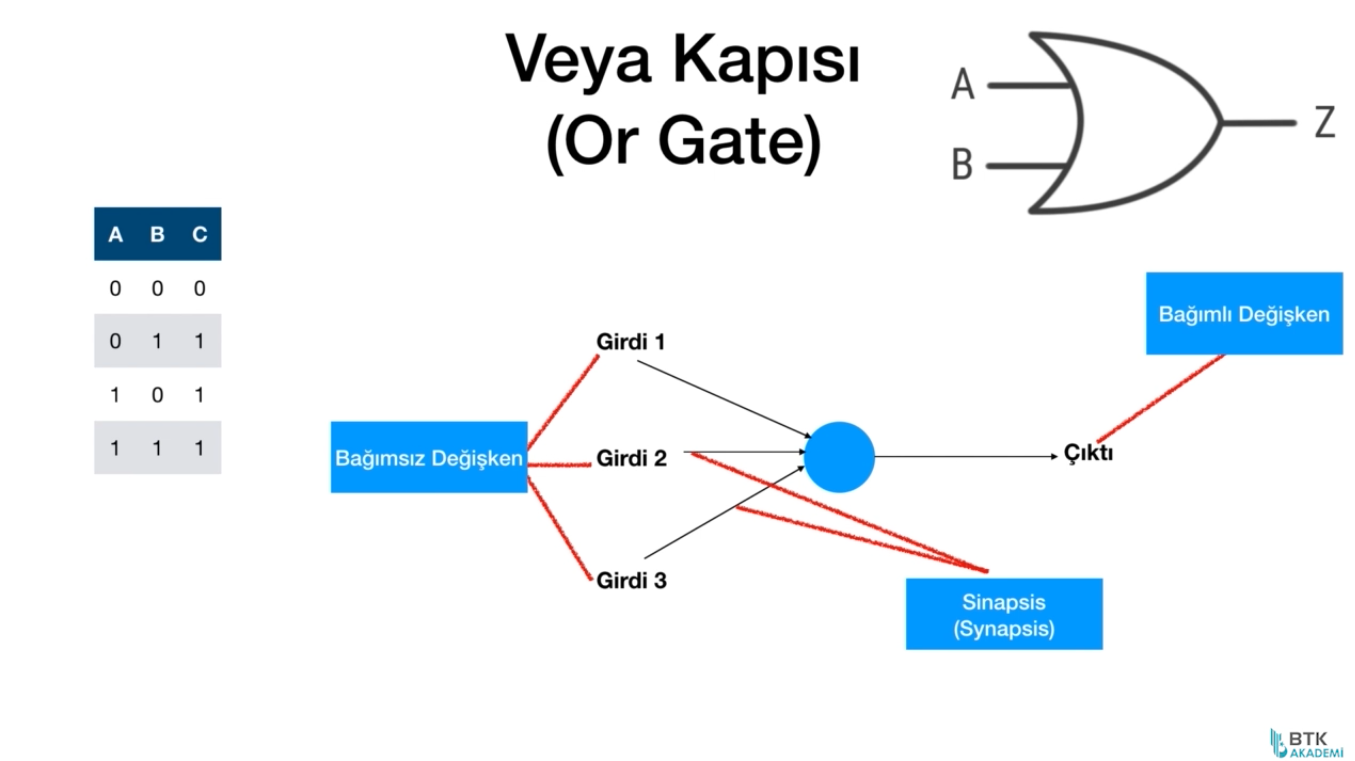 Veya Kapısı
(Or Gate)
A
B
Z
A B C
0 0 0
0 1 1
1 0 1
1 1 1
Bağımlı Değişken
Girdi 1
Bağımsız Değişken
Girdi 2
Çıktı
Girdi 3
Sinapsis
(Synapsis)
BTK
AKADEMİ